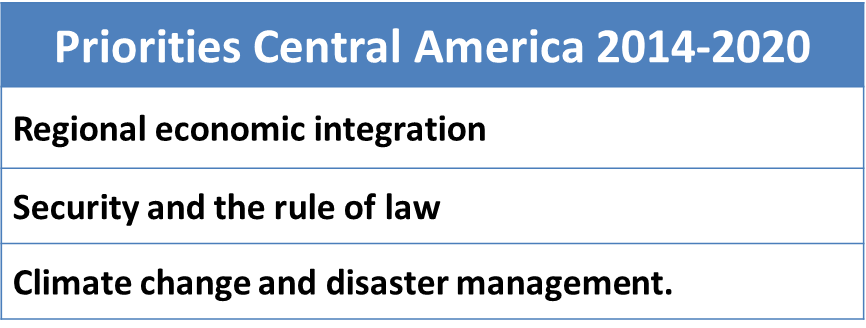 Priorities Central America 2014-2020
Regional economic integration
Security and the rule of law
Climate change and disaster management.